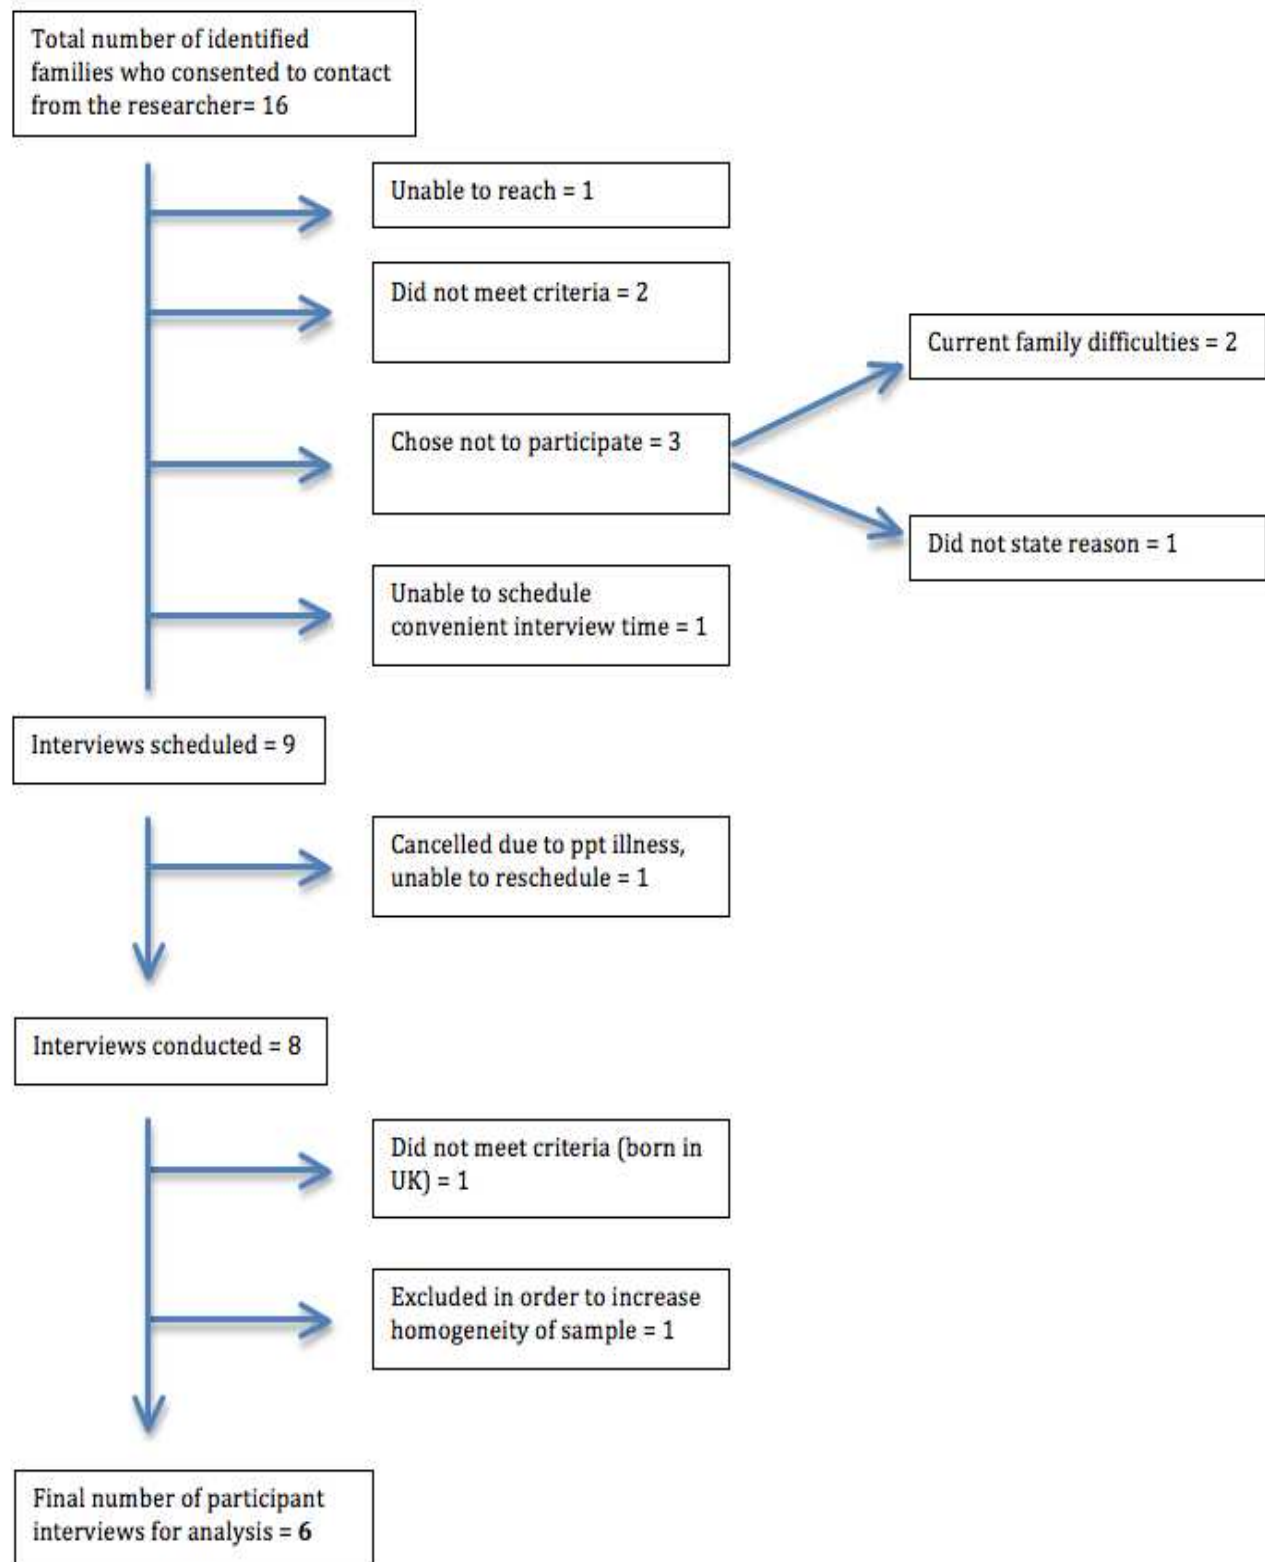 Total number of identified
families who consented to contact
from the researcher= 16
Unable to reach = 1
Did not meet criteria = 2
Current family difficulties = 2
Chose not to participate = 3
Did not state reason = 1
Unable to schedule
convenient interview time = 1
Interviews scheduled = 9
Cancelled due to ppt illness,
unable to reschedule = 1
Interviews conducted = 8
Did not meet criteria (born in
UK) = 1
Excluded in order to increase
homogeneity of sample = 1
Final number of participant
interviews for analysis = 6